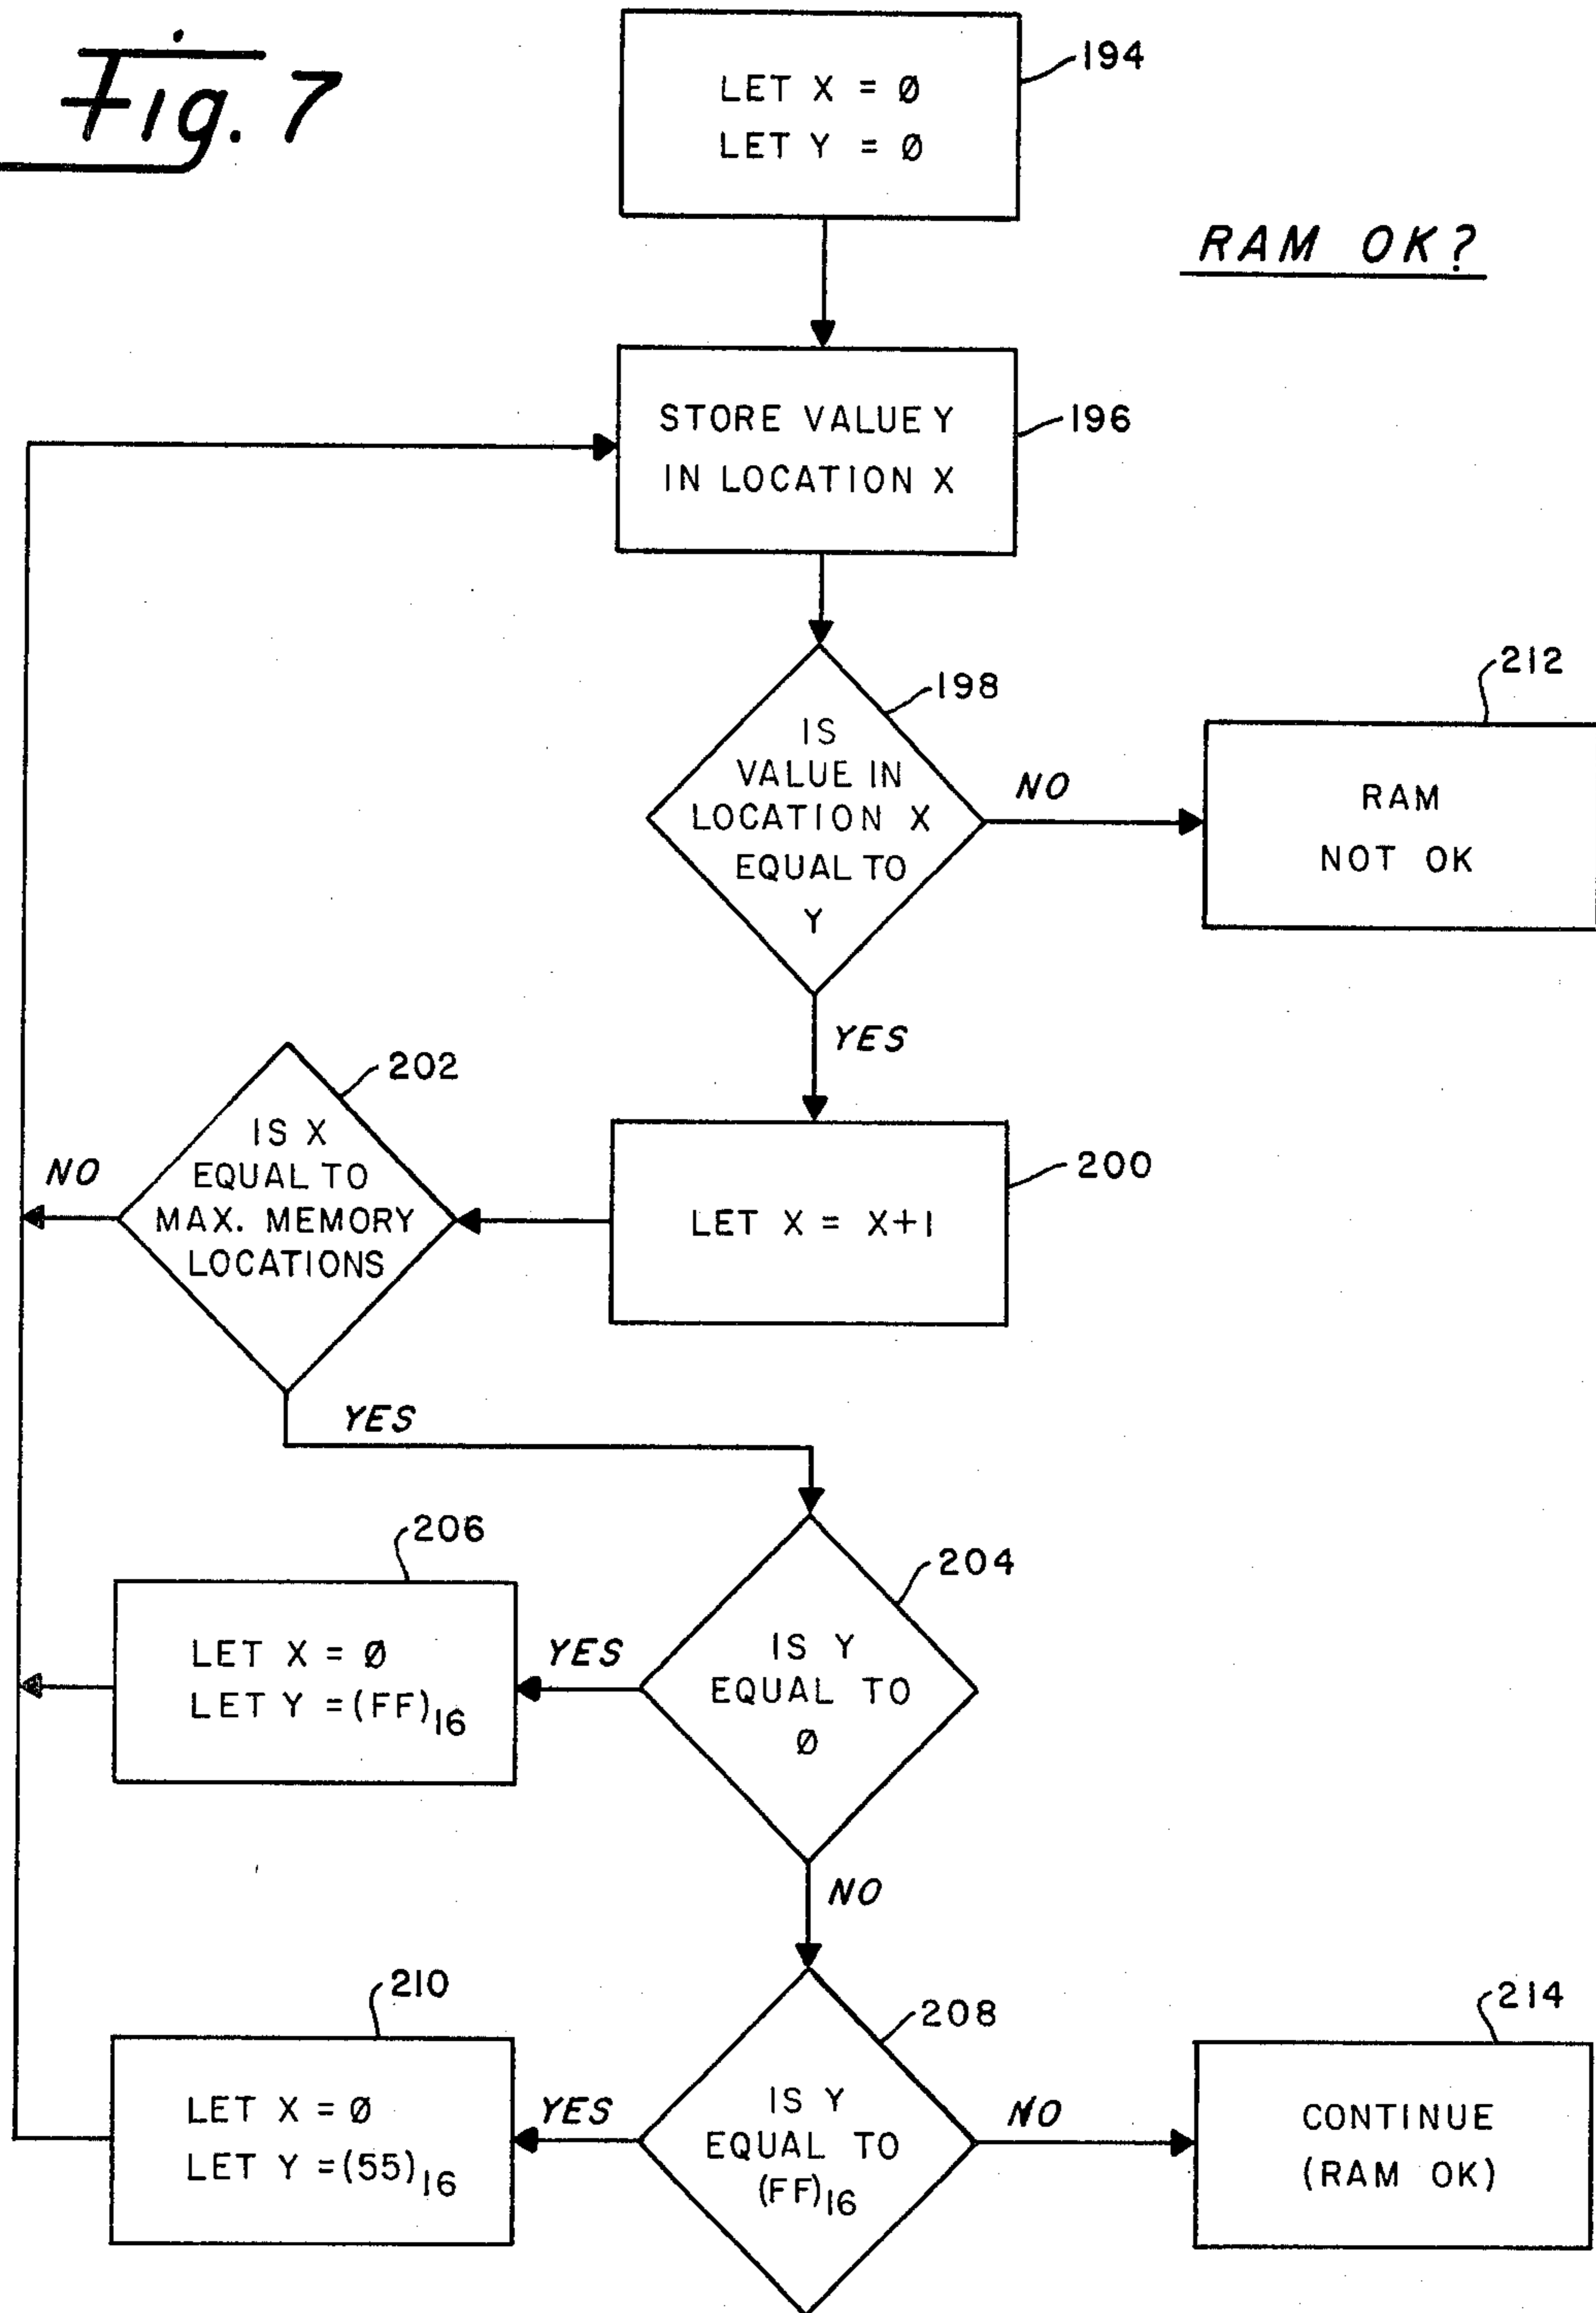 Fig. 7
LET X = Ø
LET Y = Ø
194
RAM OK?
STORE VALUE Y
IN LOCATION X
196
IS
VALUE IN
LOCATION X
EQUAL TO
Y
198
NO
212
RAM
NOT OK
YES
202
IS X
EQUAL TO
MAX. MEMORY
LOCATIONS
NO
200
LET X = X+1
YES
206
LET X = Ø
LET Y = (FF)16
YES
204
IS Y
EQUAL TO
Ø
NO
210
LET X = Ø
LET Y = (55)16
YES
208
IS Y
EQUAL TO
(FF)16
NO
214
CONTINUE
(RAM OK)